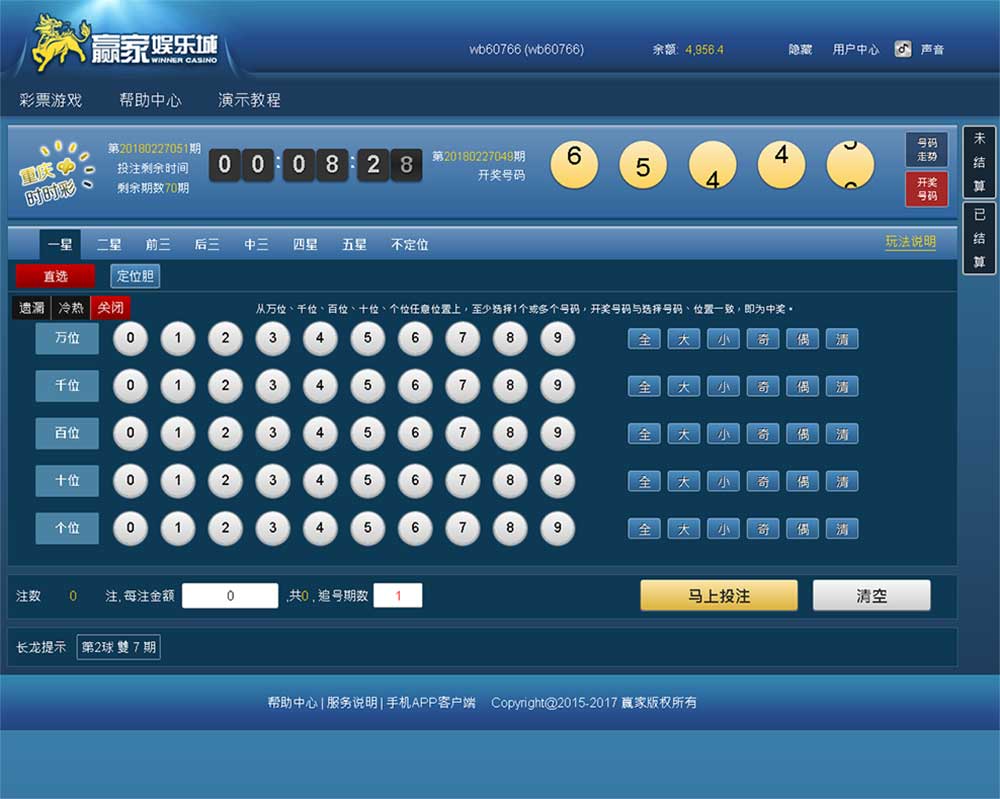 赢家娱乐城
WINNER CASINO
wb60766 (wb60766)
余额: 4,956.4
隐藏
用户中心
声音
彩票游戏 帮助中心 演示教程
重庆
时时彩
第20180227051期
投注剩余时间
剩余期数70期
00:08:28
第20180227049期
开奖号码
6 5 4 4
号码
走势
开奖
号码
未
结
算
已
结
算
一星 二星 前三 后三 中三 四星 五星 不定位
玩法说明
直选 定位胆
遗漏 冷热 关闭
从万位、千位、百位、十位、个位任意位置上，至少选择1个或多个号码，开奖号码与选择号码、位置一致，即为中奖。
万位 0 1 2 3 4 5 6 7 8 9 全 大 小 奇 偶 清
千位 0 1 2 3 4 5 6 7 8 9 全 大 小 奇 偶 清
百位 0 1 2 3 4 5 6 7 8 9 全 大 小 奇 偶 清
十位 0 1 2 3 4 5 6 7 8 9 全 大 小 奇 偶 清
个位 0 1 2 3 4 5 6 7 8 9 全 大 小 奇 偶 清
注数 0 注, 每注金额 0 ,共0 , 追号期数 1 马上投注 清空
长龙提示 第2球 雙 7 期
帮助中心 | 服务说明 | 手机APP客户端 Copyright@2015-2017 赢家版权所有